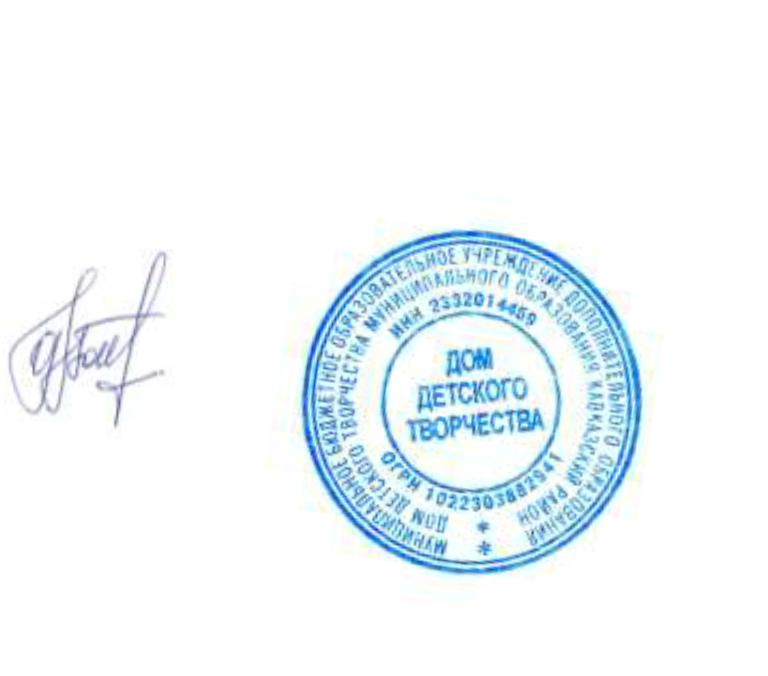 МУНИЦИПАЛЬНОЕ БЮДЖЕТНОЕ ОБРАЗОВАТЕЛЬНОЕ УЧРЕЖДЕНИЕ ДОПОЛНИТЕЛЬНОГО ОБРАЗОВАНИЯ *
ДОМ ДЕТСКОГО ТВОРЧЕСТВА МУНИЦИПАЛЬНОГО ОБРАЗОВАНИЯ КАВКАЗСКИЙ РАЙОН *
ИНН 2332014459
ДОМ
ДЕТСКОГО
ТВОРЧЕСТВА
ОГРН 1022303882941